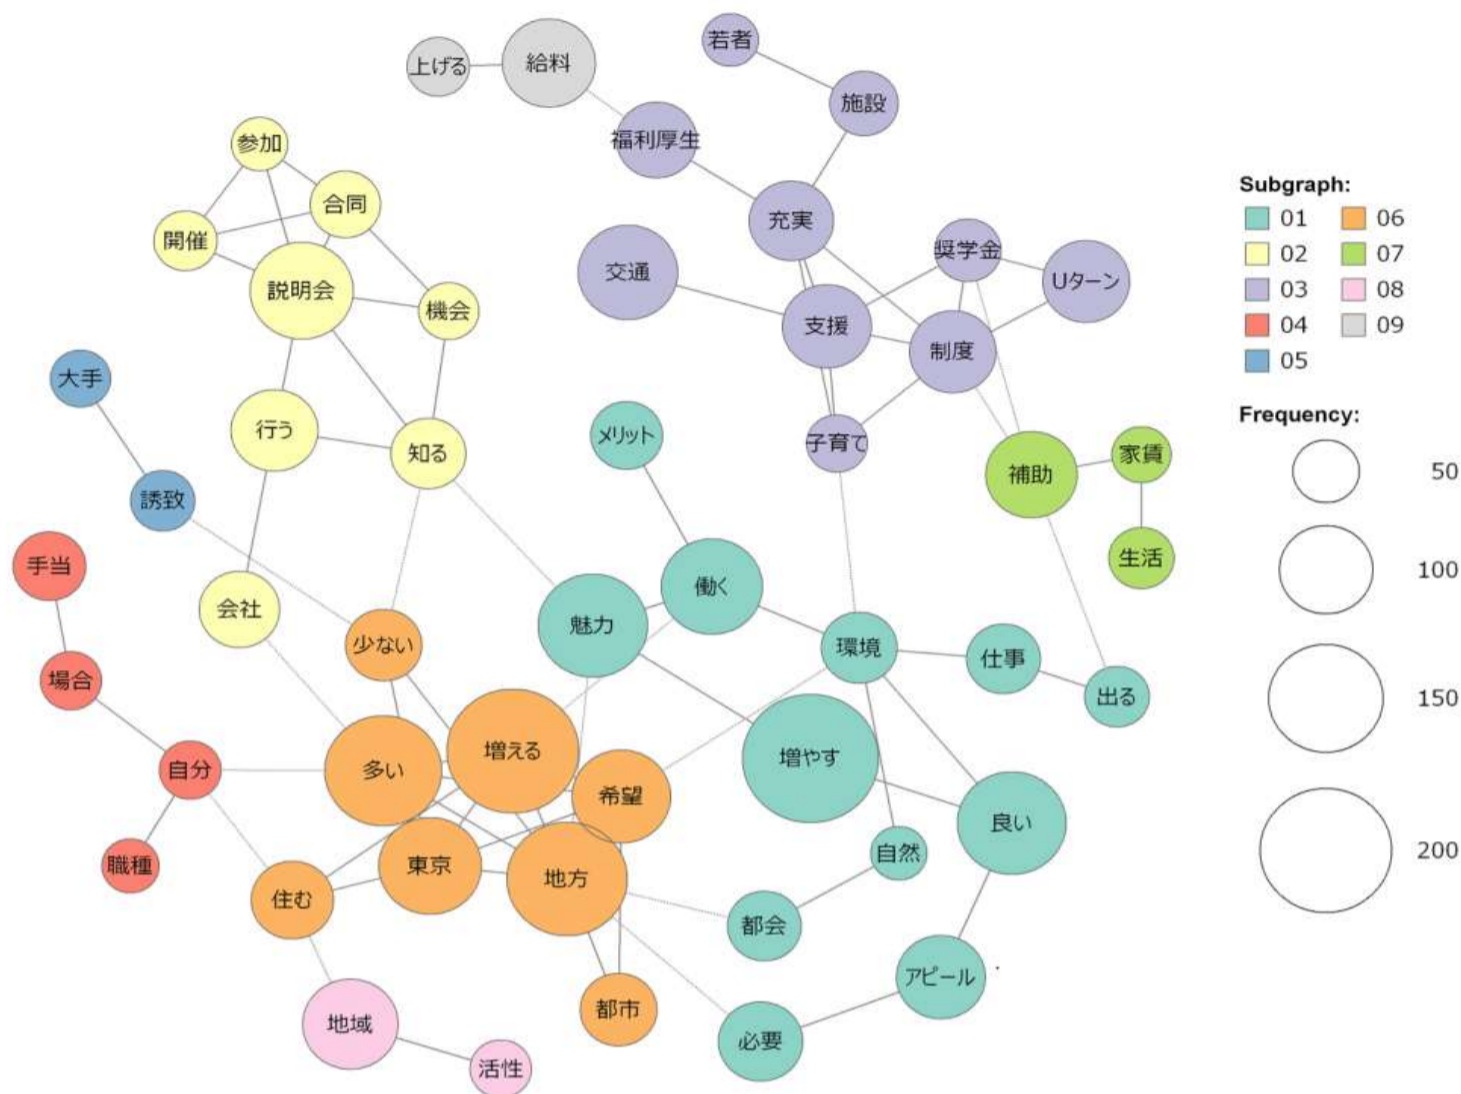 若者
上げる
給料
施設
福利厚生
参加
合同
開催
充実
奨学金
交通
Uターン
説明会
機会
支援
制度
大手
行う
知る
メリット
子育て
補助
家賃
誘致
手当
生活
会社
働く
魅力
少ない
環境
仕事
場合
出る
自分
多い
増える
増やす
希望
良い
職種
東京
地方
自然
住む
都会
アピール
地域
都市
必要
活性
Subgraph:
01
02
03
04
05
06
07
08
09
Frequency:
50
100
150
200